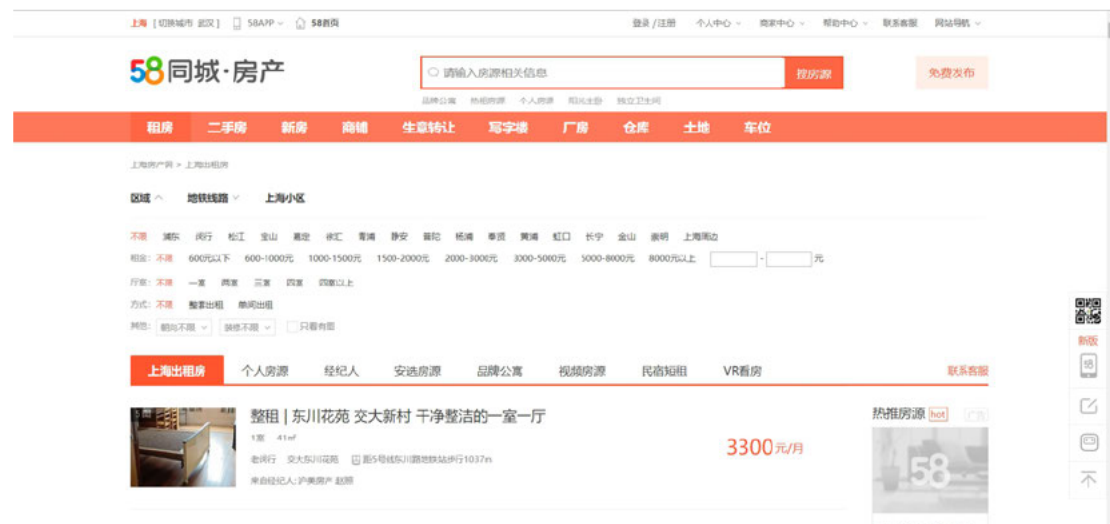 上海 [切换城市 武汉] 58APP 58首页 登录/注册 个人中心 商家中心 帮助中心 联系客服 网站导航
58同城·房产 请输入房源相关信息 搜房源 免费发布
品牌公寓 热租房源 个人房源 阳光主卧 独立卫生间
租房 二手房 新房 商铺 生意转让 写字楼 厂房 仓库 土地 车位
上海房产网 > 上海出租房
区域 地铁线路 上海小区
不限 浦东 闵行 松江 宝山 嘉定 徐汇 青浦 静安 普陀 杨浦 奉贤 黄浦 虹口 长宁 金山 崇明 上海周边
租金: 不限 600元以下 600-1000元 1000-1500元 1500-2000元 2000-3000元 3000-5000元 5000-8000元 8000元以上 - 元
厅室: 不限 一室 两室 三室 四室 四室以上
方式: 不限 整套出租 单间出租
其他: 朝向不限 装修不限 只看有图
新版
上海出租房 个人房源 经纪人 安选房源 品牌公寓 视频房源 民宿短租 VR看房 联系客服
整租 | 东川花苑 交大新村 干净整洁的一室一厅
1室 41㎡
老闵行 交大东川花苑 距5号线东川路地铁站步行1037m
来自经纪人: 沪美房产 赵熙
3300元/月
热推房源 hot 广告
58